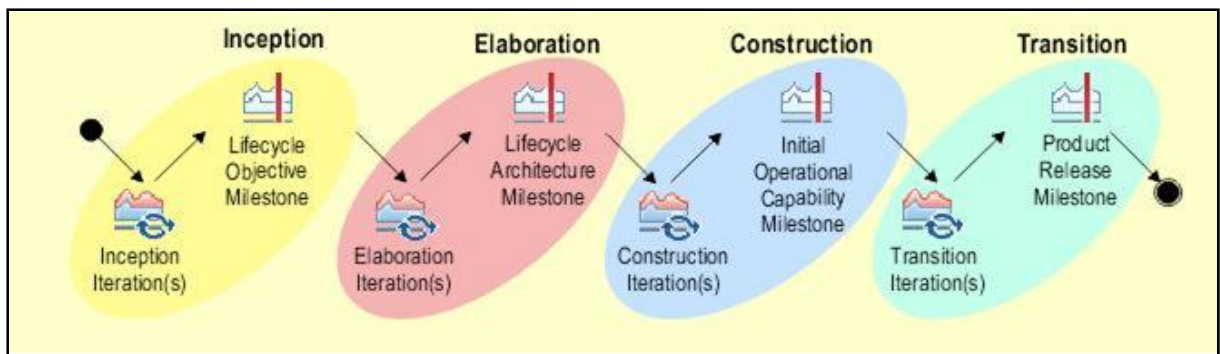 Inception
Elaboration
Construction
Transition
Lifecycle
Objective
Milestone
Inception
Iteration(s)
Lifecycle
Architecture
Milestone
Elaboration
Iteration(s)
Initial
Operational
Capability
Milestone
Construction
Iteration(s)
Product
Release
Milestone
Transition
Iteration(s)